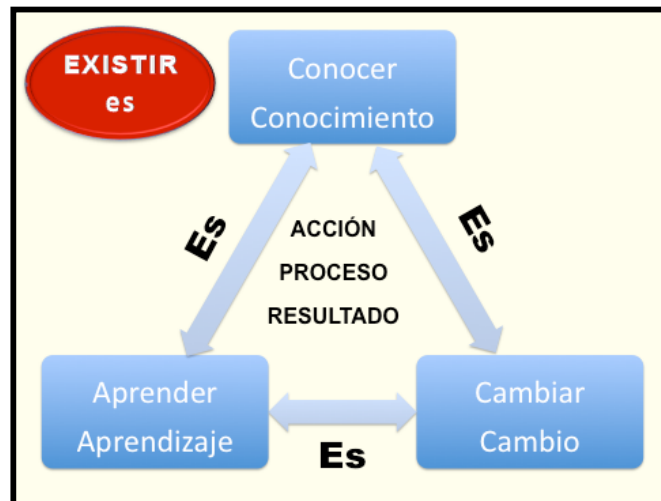 EXISTIR
es
Conocer
Conocimiento
Es
Es
ACCIÓN
PROCESO
RESULTADO
Aprender
Aprendizaje
Es
Cambiar
Cambio